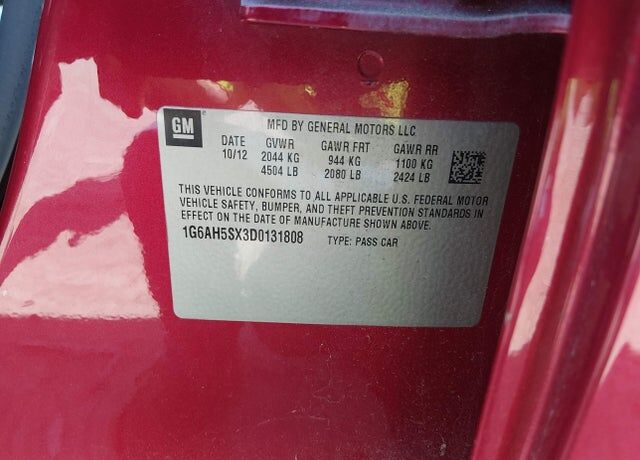 GM
MFD BY GENERAL MOTORS LLC
DATE GVWR GAWR FRT GAWR RR
10/12 2044 KG 944 KG 1100 KG
4504 LB 2080 LB 2424 LB
THIS VEHICLE CONFORMS TO ALL APPLICABLE U.S. FEDERAL MOTOR
VEHICLE SAFETY, BUMPER, AND THEFT PREVENTION STANDARDS IN
EFFECT ON THE DATE OF MANUFACTURE SHOWN ABOVE.
1G6AH5SX3D0131808 TYPE: PASS CAR